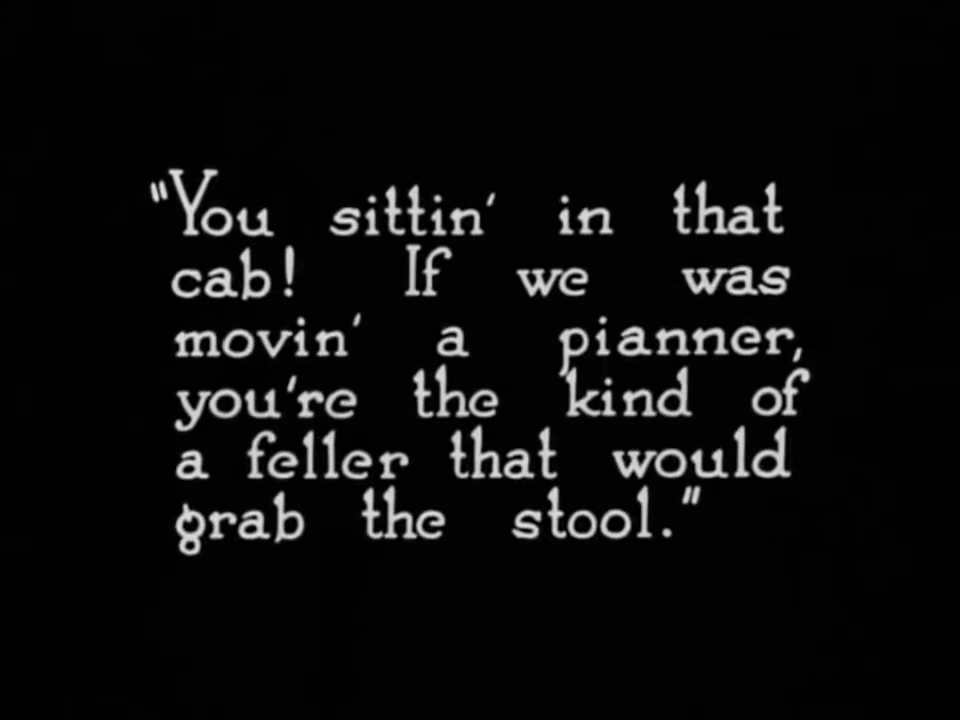 "You sittin' in that
cab! If we was
movin' a pianner,
you're the kind of
a feller that would
grab the stool."